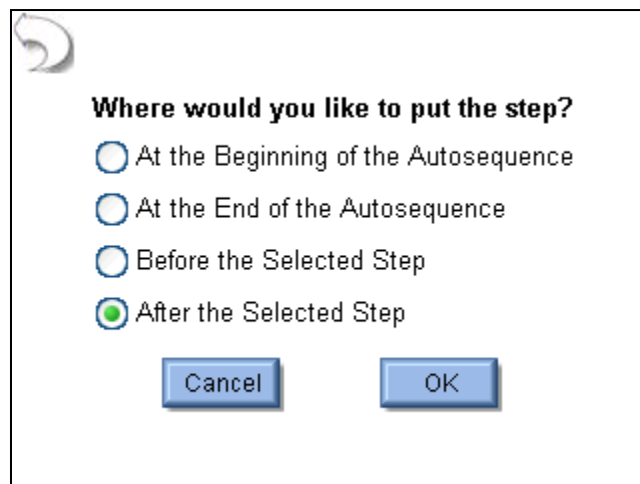 Where would you like to put the step?
At the Beginning of the Autosequence
At the End of the Autosequence
Before the Selected Step
After the Selected Step
Cancel
OK